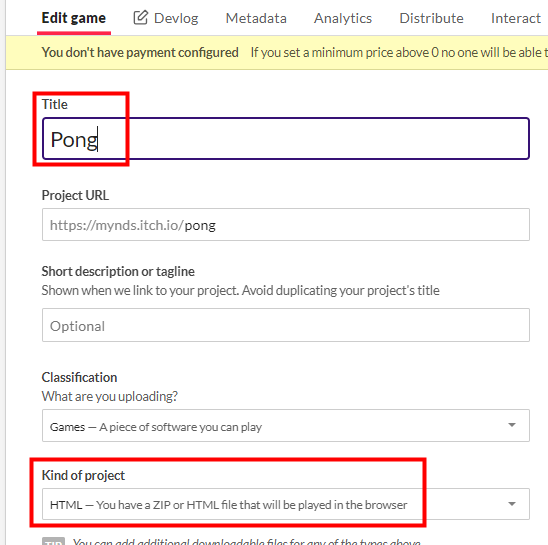 Edit game Devlog Metadata Analytics Distribute Interact
You don't have payment configured If you set a minimum price above 0 no one will be able t
Title
Pong
Project URL
https://mynds.itch.io/pong
Short description or tagline
Shown when we link to your project. Avoid duplicating your project's title
Optional
Classification
What are you uploading?
Games — A piece of software you can play
Kind of project
HTML — You have a ZIP or HTML file that will be played in the browser
TIP You can add additional downloadable files for any of the types above